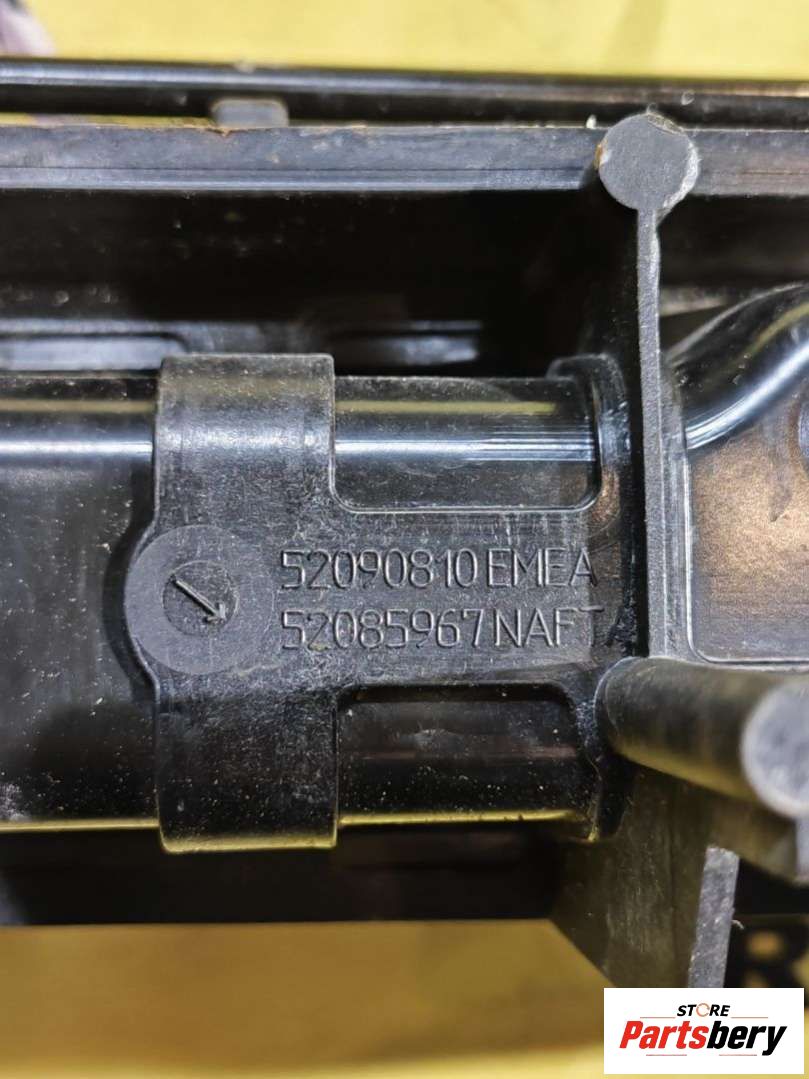 52090810 EMEA
52085967 NAFTA
R
STORE
Partsbery